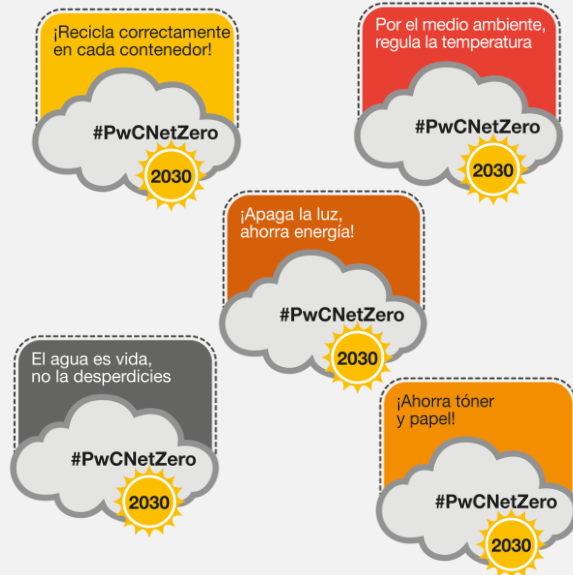 ¡Recicla correctamente
en cada contenedor!
#PwCNetZero
2030
Por el medio ambiente,
regula la temperatura
#PwCNetZero
2030
¡Apaga la luz,
ahorra energía!
#PwCNetZero
2030
El agua es vida,
no la desperdicies
#PwCNetZero
2030
¡Ahorra tóner
y papel!
#PwCNetZero
2030